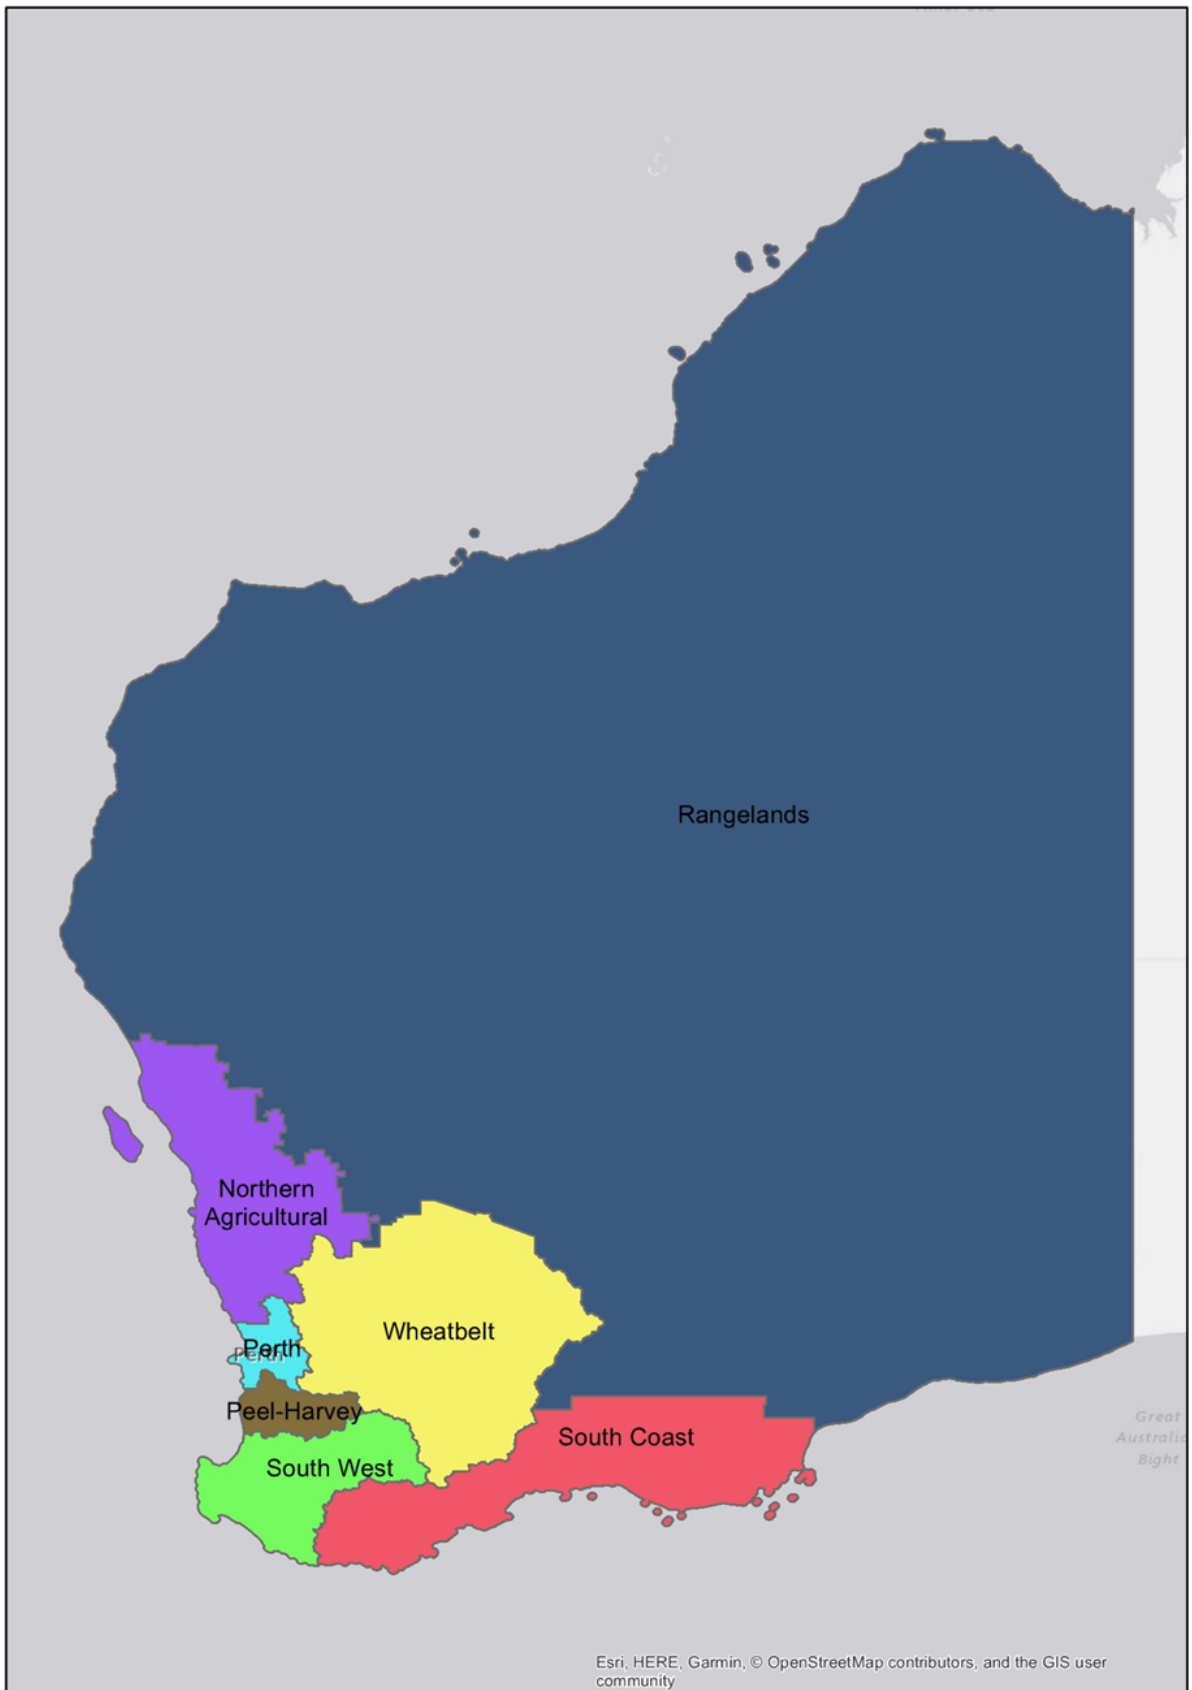 Rangelands
Northern
Agricultural
Wheatbelt
Perth
Perth
Peel-Harvey
South Coast
South West
Great
Bight
Esri, HERE, Garmin, © OpenStreetMap contributors, and the GIS user
community